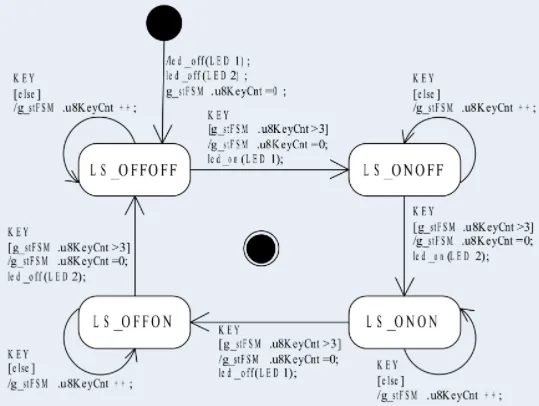 /led_off(LED 1) ;
led_off(LED 2) ;
g_stFSM .u8KeyCnt =0 ;
KEY
[else]
/g_stFSM .u8KeyCnt ++ ;
KEY
[g_stFSM .u8KeyCnt >3]
/g_stFSM .u8KeyCnt =0;
led_on(LED 1);
KEY
[else]
/g_stFSM .u8KeyCnt ++ ;
LS_OFFOFF
LS_ONOFF
KEY
[g_stFSM .u8KeyCnt >3]
/g_stFSM .u8KeyCnt =0;
led_off(LED 2);
KEY
[g_stFSM .u8KeyCnt >3]
/g_stFSM .u8KeyCnt =0;
led_on(LED 2);
LS_OFFON
LS_ONON
KEY
[g_stFSM .u8KeyCnt >3]
/g_stFSM .u8KeyCnt =0;
led_off(LED 1);
KEY
[else]
/g_stFSM .u8KeyCnt ++ ;
KEY
[else]
/g_stFSM .u8KeyCnt ++ ;